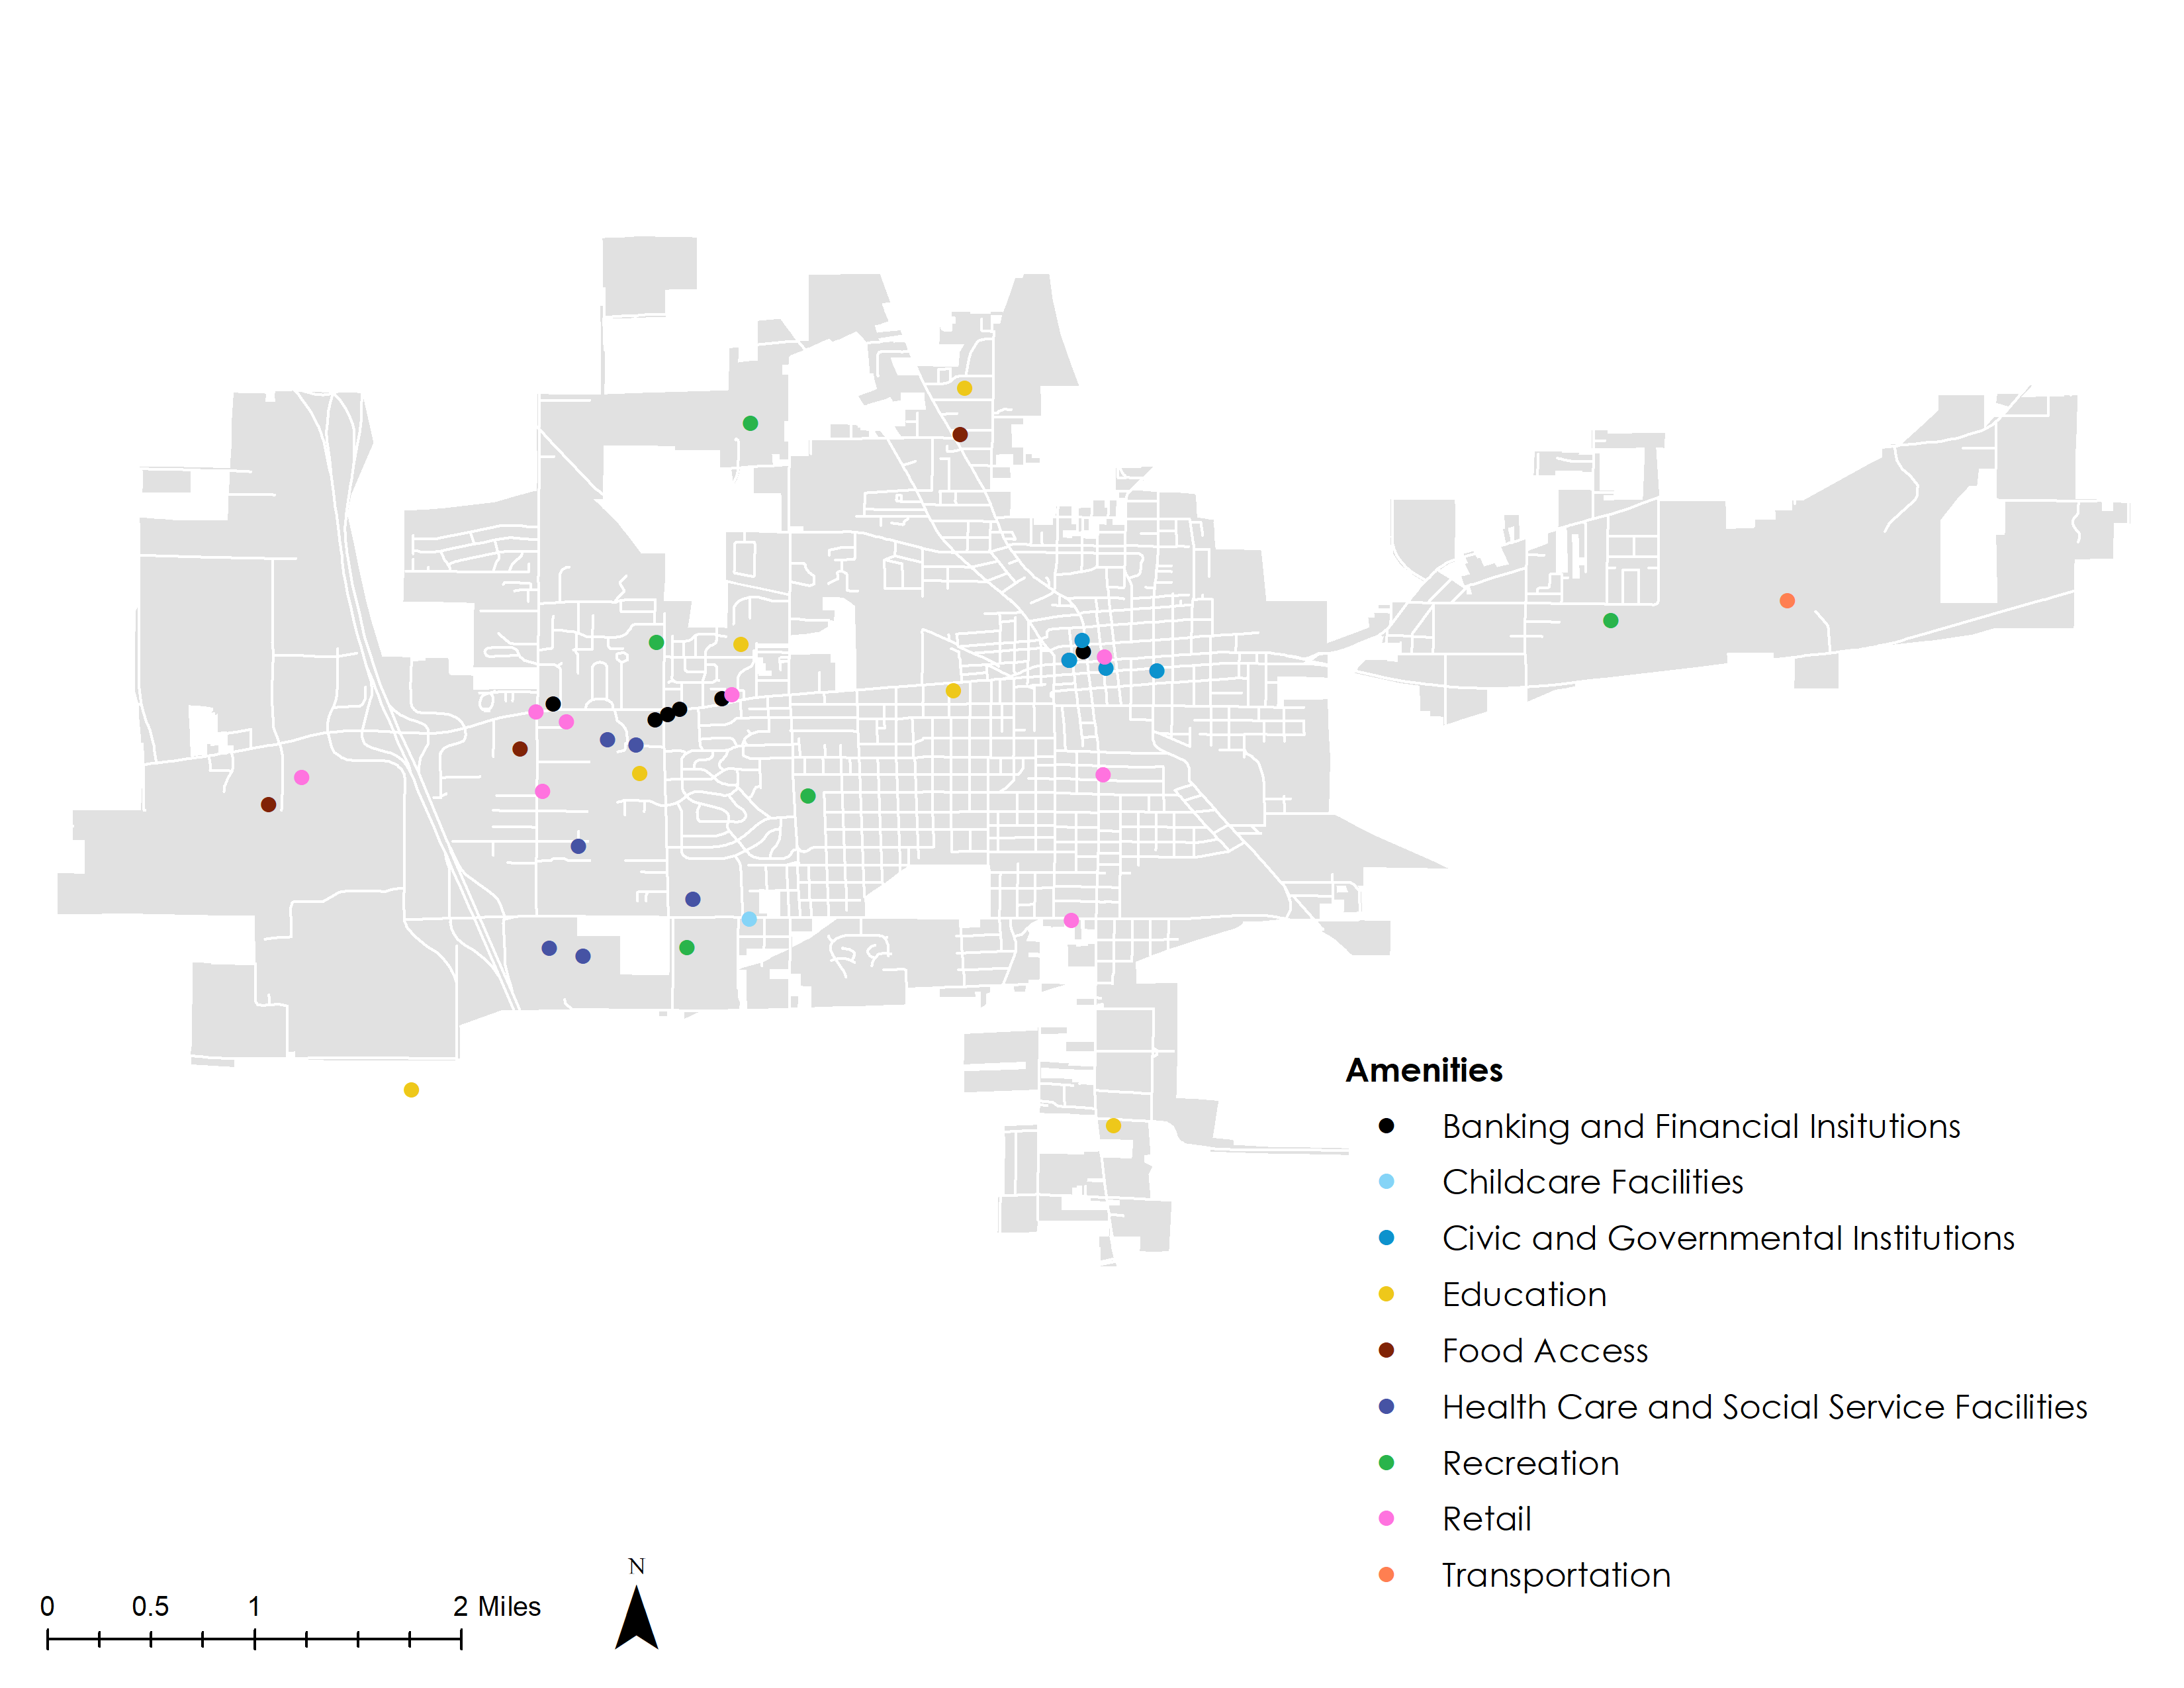 Amenities
Banking and Financial Insitutions
Childcare Facilities
Civic and Governmental Institutions
Education
Food Access
Health Care and Social Service Facilities
Recreation
Retail
Transportation
N
0 0.5 1 2 Miles